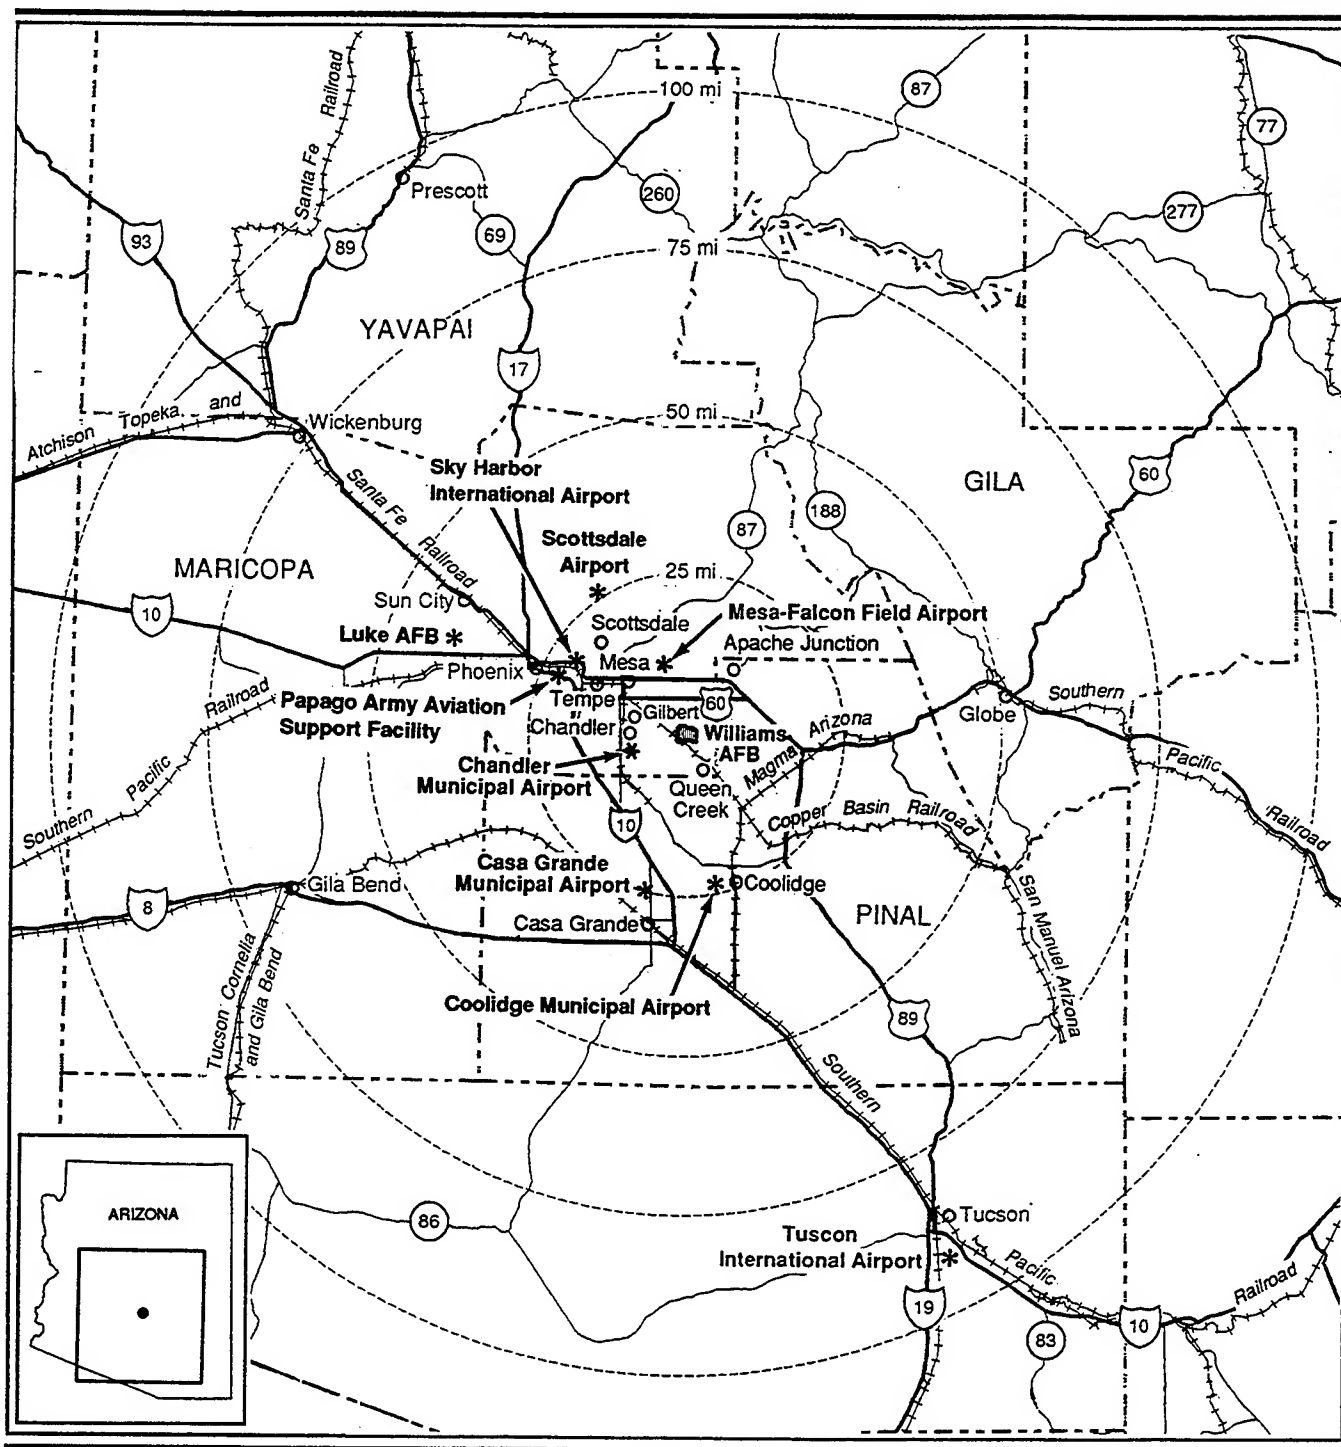 100 mi
87
77
Santa Fe Railroad
Prescott
260
277
93
89
69
75 mi
YAVAPAI
17
50 mi
Atchison Topeka and
Wickenburg
Sky Harbor
International Airport
GILA
60
Santa Fe Railroad
87
188
Scottsdale
Airport
25 mi
MARICOPA
Sun City
10
Mesa-Falcon Field Airport
Scottsdale
Luke AFB
Apache Junction
Phoenix
Mesa
Southern Pacific Railroad
Papago Army Aviation
Support Facility
Tempe
Gilbert
60
Chandler
Williams
AFB
Magma Arizona
Globe
Southern Pacific Railroad
Chandler
Municipal Airport
Queen
Creek
10
Copper Basin Railroad
Casa Grande
Municipal Airport
Gila Bend
Coolidge
8
Casa Grande
PINAL
San Manuel Arizona
Tucson Cornelia
and Gila Bend
Coolidge Municipal Airport
89
Southern Pacific Railroad
ARIZONA
86
Tucson
Tuscon
International Airport
19
83
10